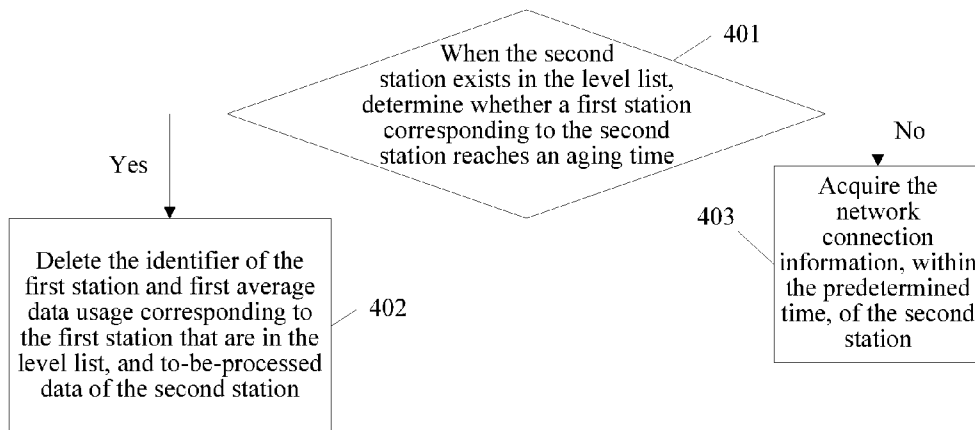 401
When the second
station exists in the level list,
determine whether a first station
corresponding to the second
station reaches an aging time
Yes
No
Delete the identifier of the
first station and first average
data usage corresponding to
the first station that are in the
level list, and to-be-processed
data of the second station
402
403
Acquire the
network
connection
information, within
the predetermined
time, of the second
station